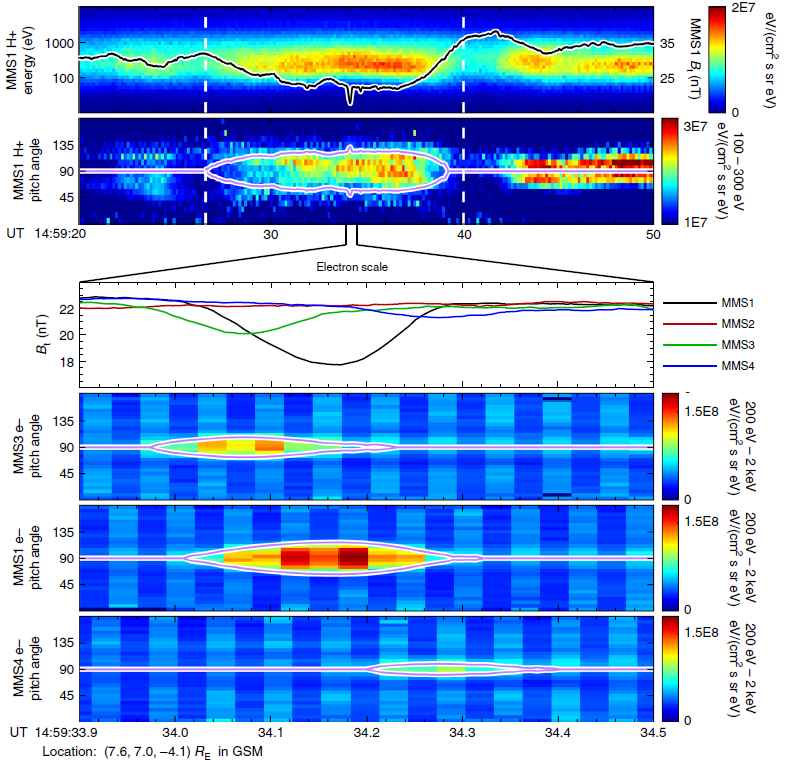 MMS1 H+
energy (eV)
1000
100
35
25
MMS1 Bt (nT)
2E7
0
eV/(cm² s sr eV)
MMS1 H+
pitch angle
135
90
45
3E7
1E7
100 – 300 eV
eV/(cm² s sr eV)
UT 14:59:20
30
40
50
Electron scale
Bt (nT)
22
20
18
MMS1
MMS2
MMS3
MMS4
MMS3 e–
pitch angle
135
90
45
1.5E8
0
200 eV – 2 keV
eV/(cm² s sr eV)
MMS1 e–
pitch angle
135
90
45
1.5E8
0
200 eV – 2 keV
eV/(cm² s sr eV)
MMS4 e–
pitch angle
135
90
45
1.5E8
0
200 eV – 2 keV
eV/(cm² s sr eV)
UT 14:59:33.9
34.0
34.1
34.2
34.3
34.4
34.5
Location: (7.6, 7.0, –4.1) RE in GSM